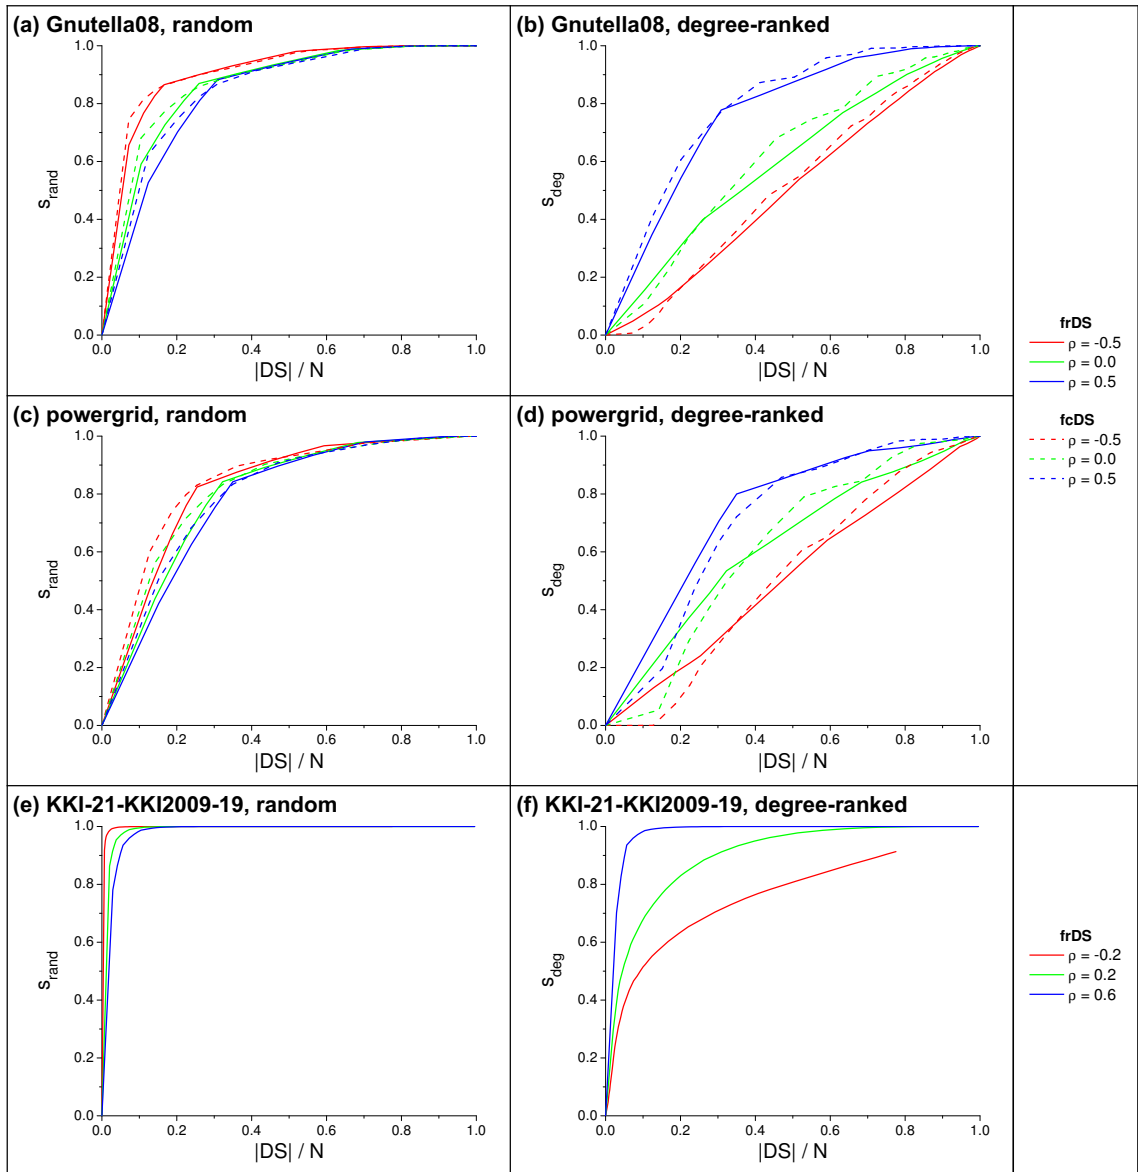 (a) Gnutella08, random
1.0
0.8
0.6
0.4
0.2
0.0
s_rand
0.0 0.2 0.4 0.6 0.8 1.0
|DS| / N
(b) Gnutella08, degree-ranked
1.0
0.8
0.6
0.4
0.2
0.0
s_deg
0.0 0.2 0.4 0.6 0.8 1.0
|DS| / N
frDS
ρ = -0.5
ρ = 0.0
ρ = 0.5
fcDS
ρ = -0.5
ρ = 0.0
ρ = 0.5
(c) powergrid, random
1.0
0.8
0.6
0.4
0.2
0.0
s_rand
0.0 0.2 0.4 0.6 0.8 1.0
|DS| / N
(d) powergrid, degree-ranked
1.0
0.8
0.6
0.4
0.2
0.0
s_deg
0.0 0.2 0.4 0.6 0.8 1.0
|DS| / N
(e) KKI-21-KKI2009-19, random
1.0
0.8
0.6
0.4
0.2
0.0
s_rand
0.0 0.2 0.4 0.6 0.8 1.0
|DS| / N
(f) KKI-21-KKI2009-19, degree-ranked
1.0
0.8
0.6
0.4
0.2
0.0
s_deg
0.0 0.2 0.4 0.6 0.8 1.0
|DS| / N
frDS
ρ = -0.2
ρ = 0.2
ρ = 0.6